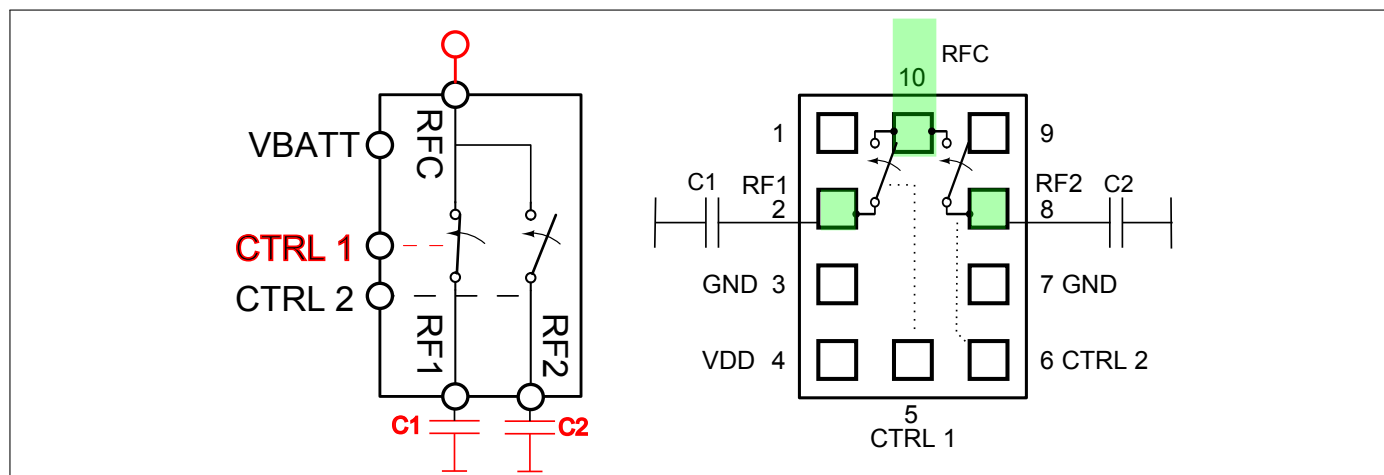 VBATT
RFC
CTRL 1
CTRL 2
RF1
RF2
C1
C2
RFC
10
1
9
C1
RF1
2
RF2
8
C2
GND 3
7 GND
VDD 4
6 CTRL 2
5
CTRL 1